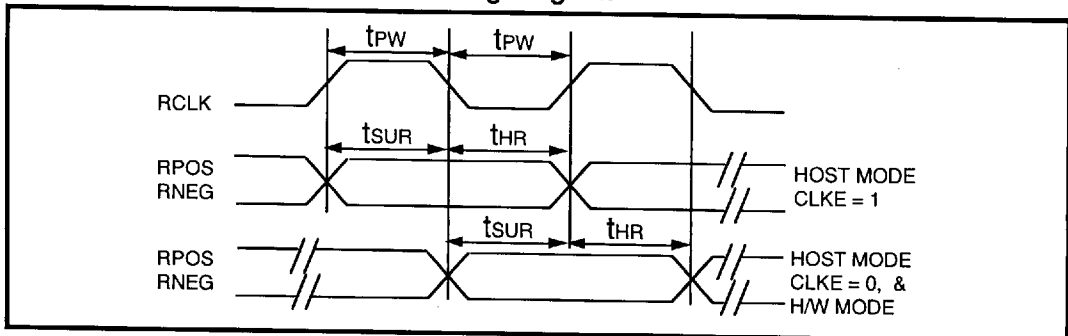 tPW tPW
RCLK
tSUR tHR
RPOS
RNEG
HOST MODE
CLKE = 1
tSUR tHR
RPOS
RNEG
HOST MODE
CLKE = 0, &
H/W MODE